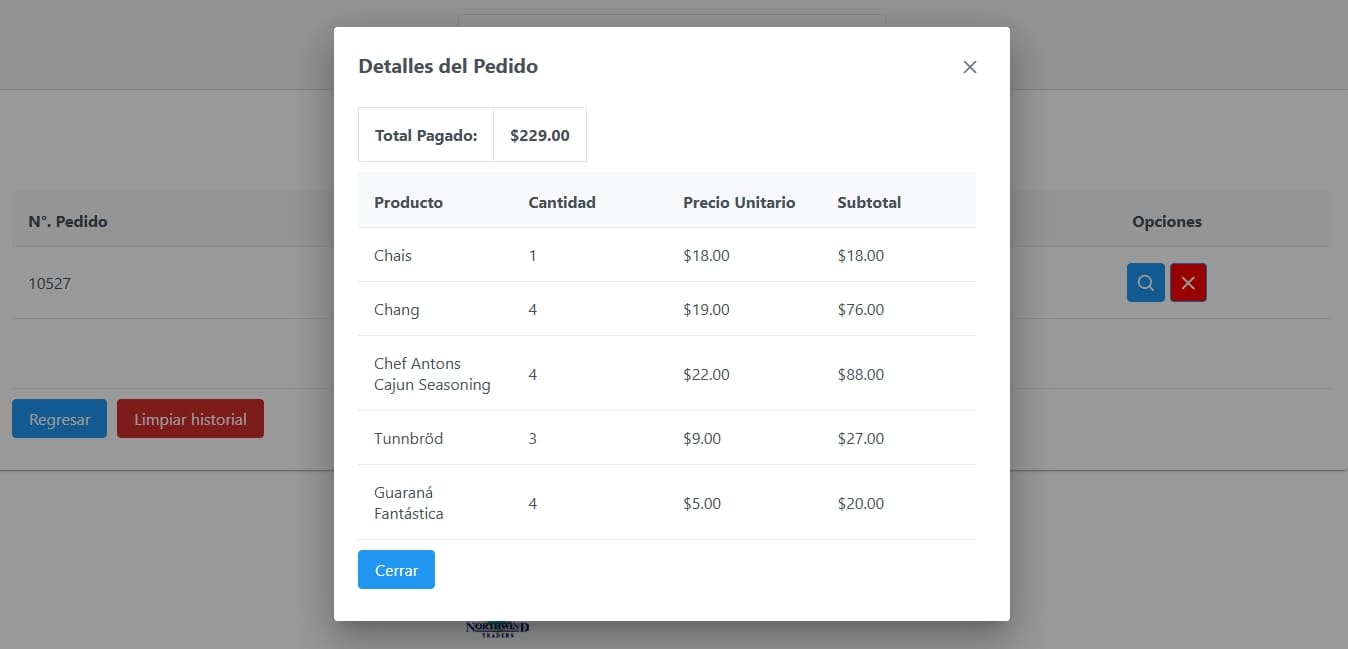 Detalles del Pedido
Total Pagado: $229.00
Producto Cantidad Precio Unitario Subtotal
Chais 1 $18.00 $18.00
Chang 4 $19.00 $76.00
Chef Antons
Cajun Seasoning 4 $22.00 $88.00
Tunnbröd 3 $9.00 $27.00
Guaraná
Fantástica 4 $5.00 $20.00
Cerrar
N°. Pedido Opciones
10527
Regresar Limpiar historial
NORTHWIND
TRADERS